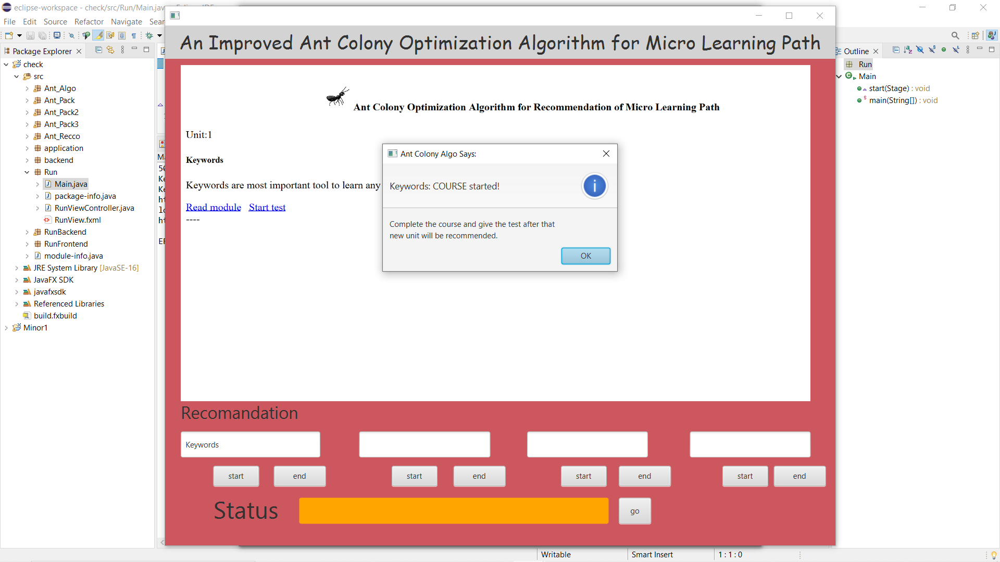 eclipse-workspace - check/src/Run/Main.jav
File Edit Source Refactor Navigate Sear
An Improved Ant Colony Optimization Algorithm for Micro Learning Path
Package Explorer
check
src
Ant_Algo
Ant_Pack
Ant_Pack2
Ant_Pack3
Ant_Recco
application
backend
Run
Main.java
package-info.java
RunViewController.java
RunView.fxml
RunBackend
RunFrontend
module-info.java
JRE System Library [JavaSE-16]
JavaFX SDK
javafxsdk
Referenced Libraries
build.fxbuild
Minor1
Ant Colony Optimization Algorithm for Recommendation of Micro Learning Path
Unit:1
Keywords
Keywords are most important tool to learn any
Read module Start test
----
Ant Colony Algo Says:
Keywords: COURSE started!
Complete the course and give the test after that
new unit will be recommended.
OK
Recomandation
Keywords
start end start end start end start end
Status go
Outline
Run
Main
start(Stage) : void
main(String[]) : void
Writable Smart Insert 1 : 1 : 0